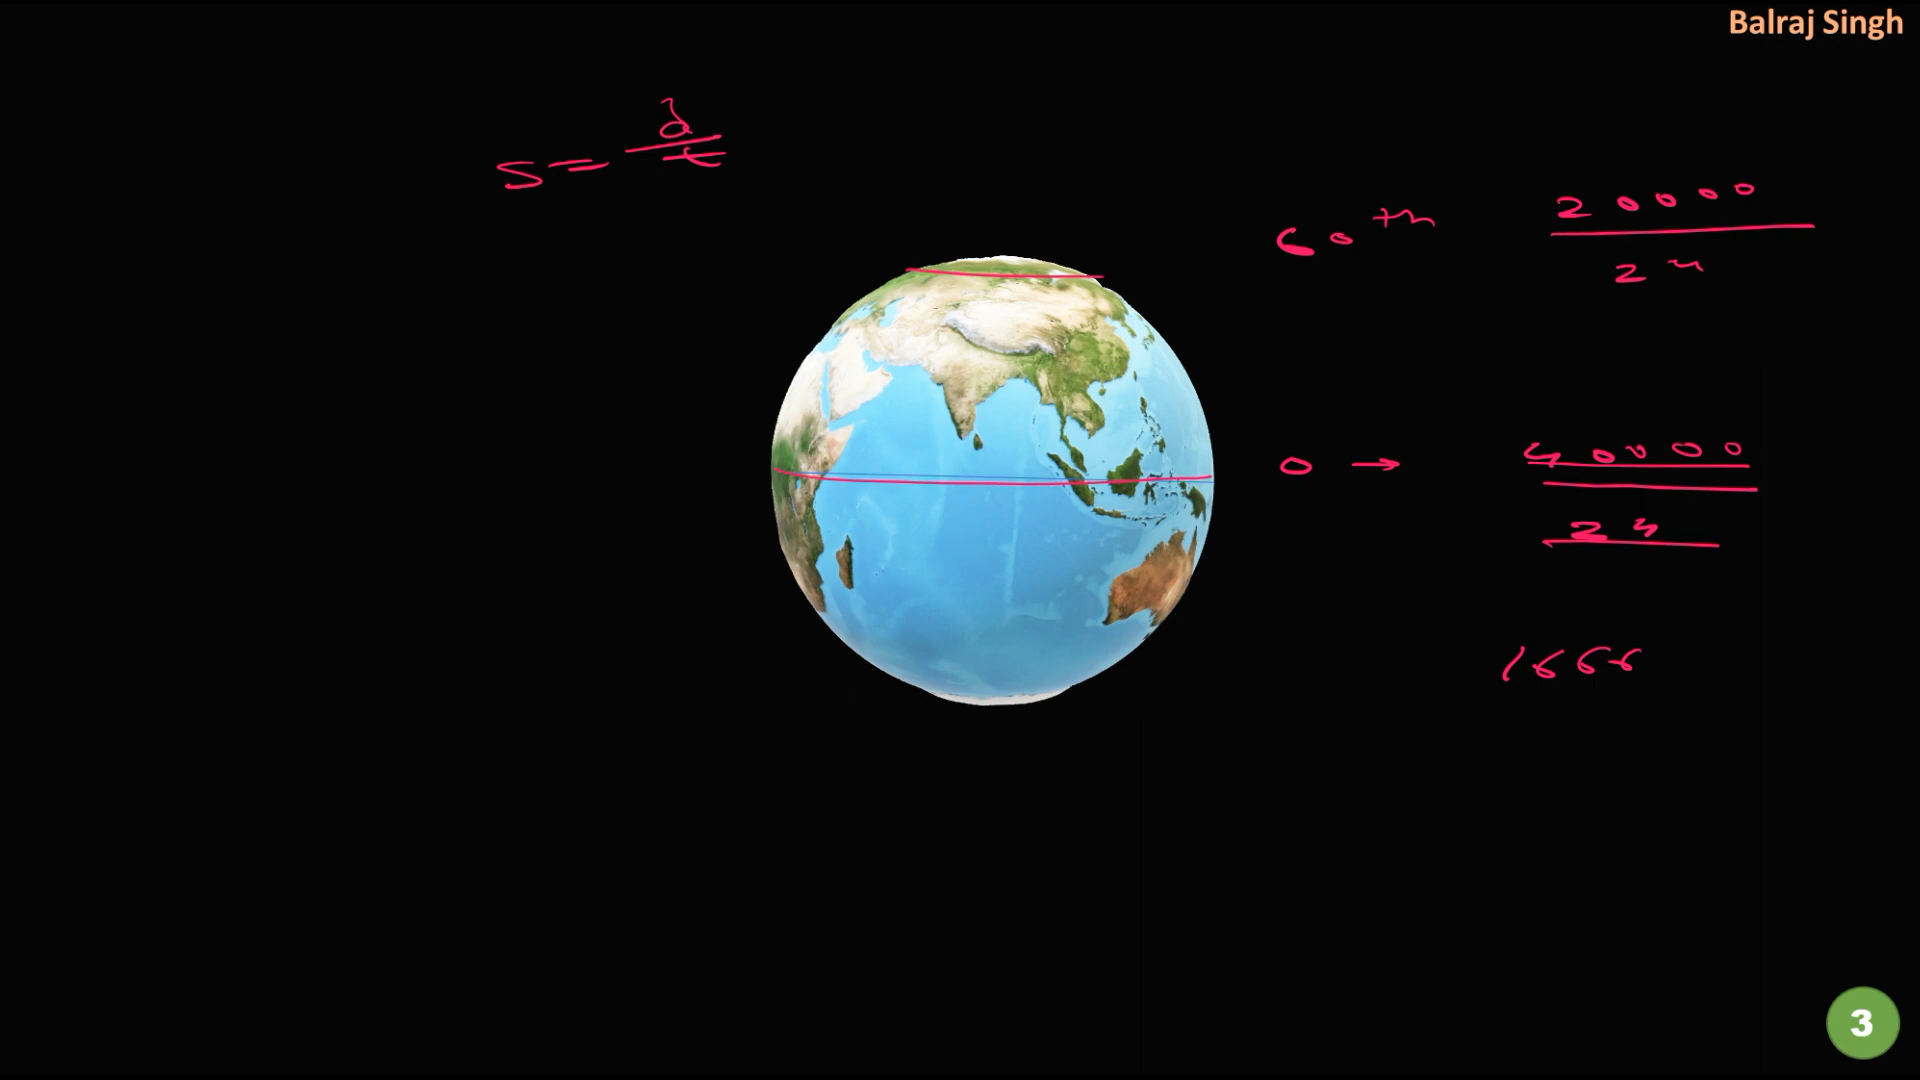 Balraj Singh
s = d/t
60th 20000
24
0 → 40000
24
1666
3